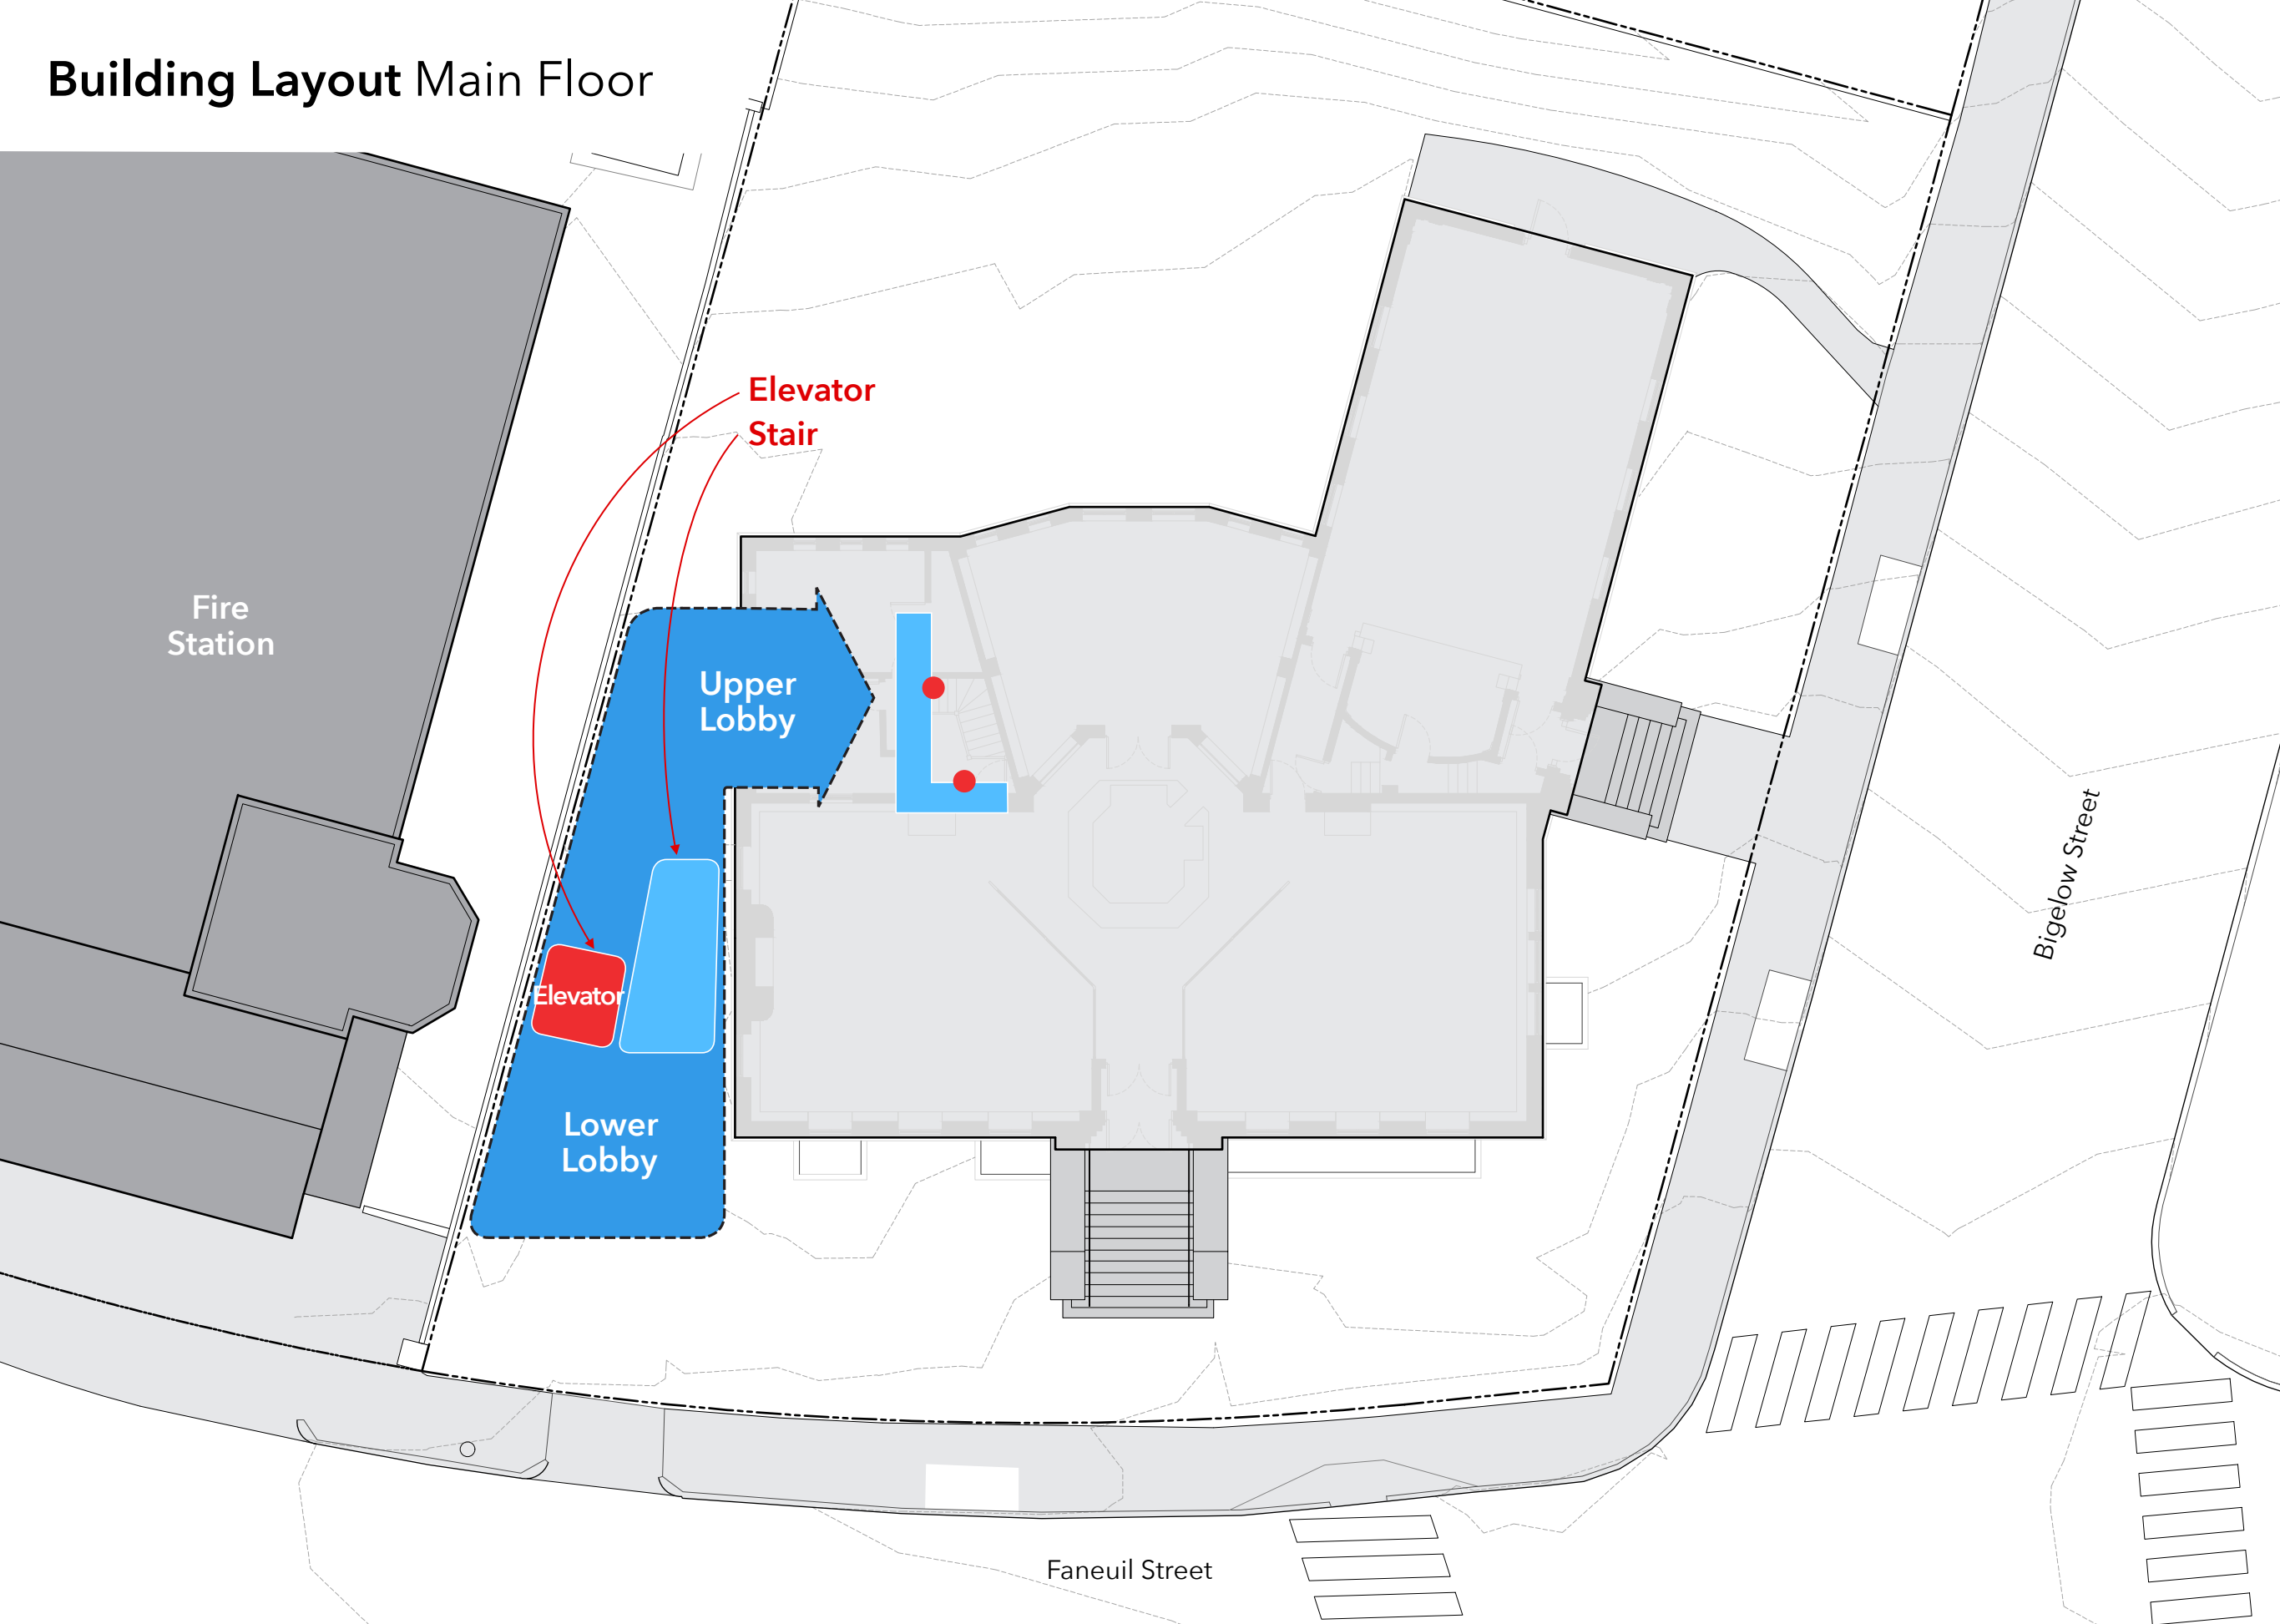 Building Layout Main Floor
Elevator
Stair
Fire
Station
Upper
Lobby
Elevator
Lower
Lobby
Bigelow Street
Faneuil Street